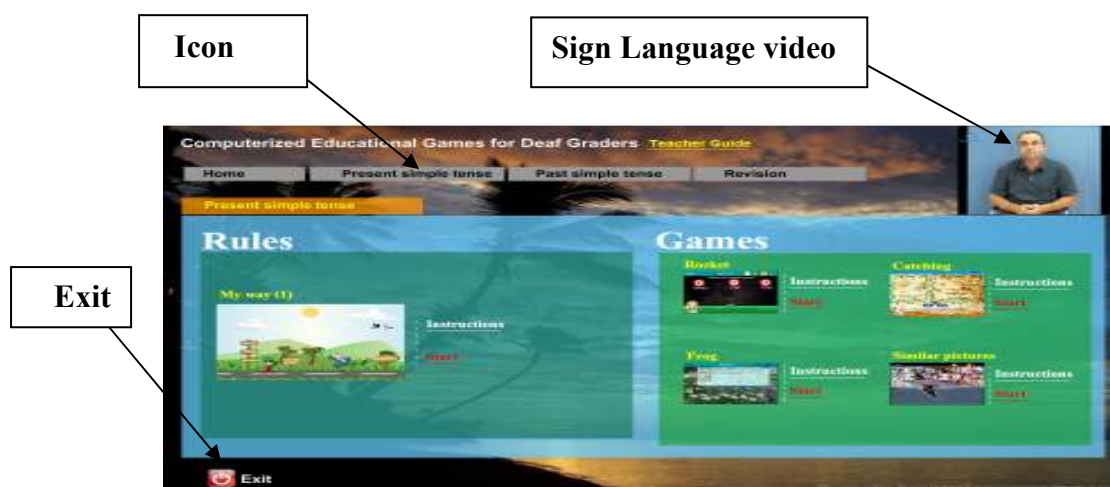 Icon
Sign Language video
Computerized Educational Games for Deaf Graders Teacher Guide
Home Present simple tense Past simple tense Revision
Present simple tense
Rules
Games
My way (1)
Instructions
Start
Rocket
Instructions
Start
Catching
Instructions
Start
Frog
Instructions
Start
Similar pictures
Instructions
Start
Exit
Exit